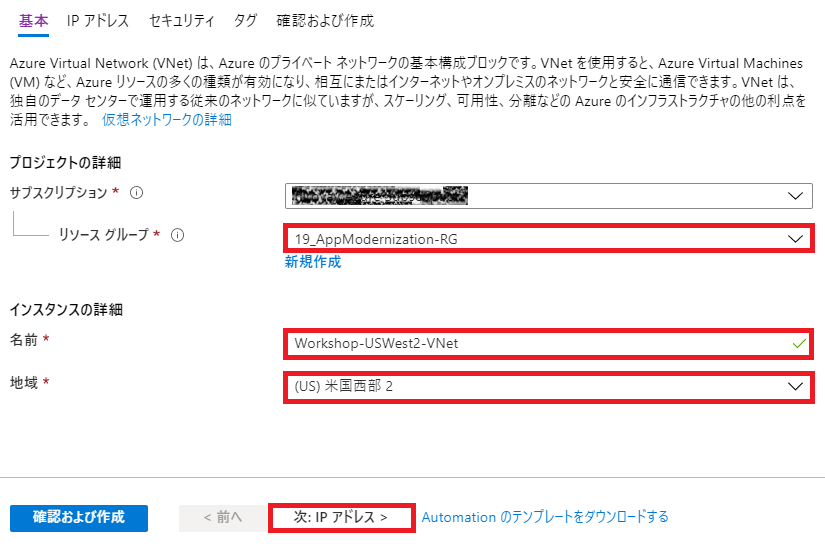 基本 IP アドレス セキュリティ タグ 確認および作成
Azure Virtual Network (VNet) は、Azure のプライベート ネットワークの基本構成ブロックです。VNet を使用すると、Azure Virtual Machines
(VM) など、Azure リソースの多くの種類が有効になり、相互にまたはインターネットやオンプレミスのネットワークと安全に通信できます。VNet は、
独自のデータ センターで運用する従来のネットワークに似ていますが、スケーリング、可用性、分離などの Azure のインフラストラクチャの他の利点を
活用できます。 仮想ネットワークの詳細
プロジェクトの詳細
サブスクリプション *
リソース グループ *
19_AppModernization-RG
新規作成
インスタンスの詳細
名前 *
Workshop-USWest2-VNet
地域 *
(US) 米国西部 2
確認および作成
< 前へ
次: IP アドレス >
Automation のテンプレートをダウンロードする